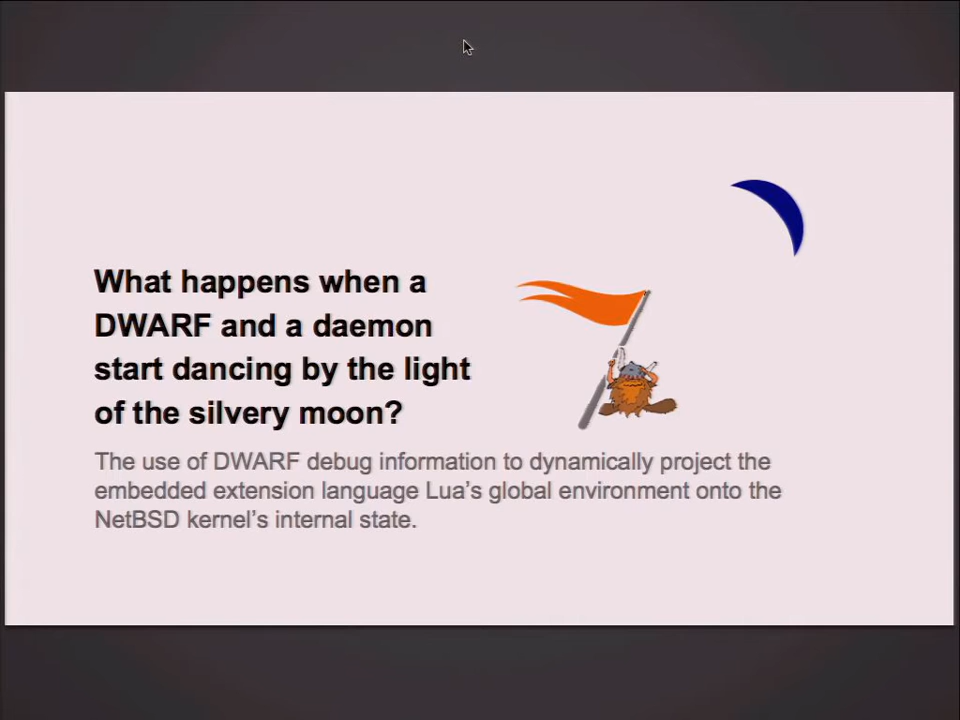 What happens when a
DWARF and a daemon
start dancing by the light
of the silvery moon?
The use of DWARF debug information to dynamically project the
embedded extension language Lua's global environment onto the
NetBSD kernel's internal state.